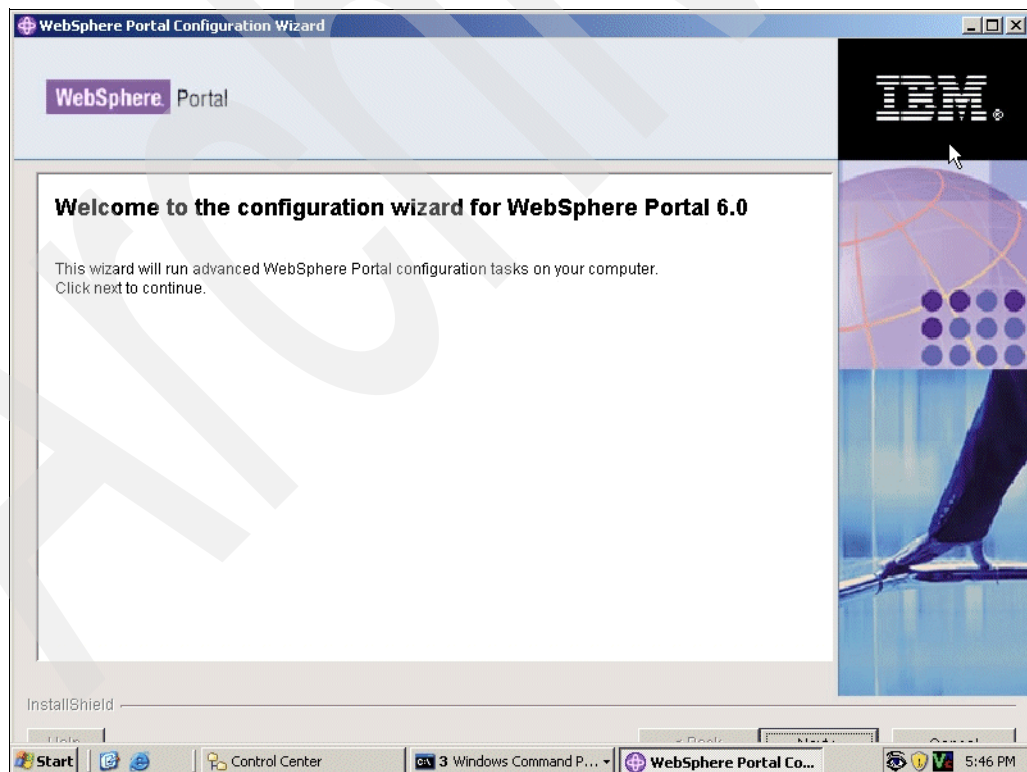 WebSphere Portal Configuration Wizard
WebSphere. Portal
IBM®
Welcome to the configuration wizard for WebSphere Portal 6.0
This wizard will run advanced WebSphere Portal configuration tasks on your computer.
Click next to continue.
InstallShield
Start
Control Center
3 Windows Command P...
WebSphere Portal Co...
5:46 PM